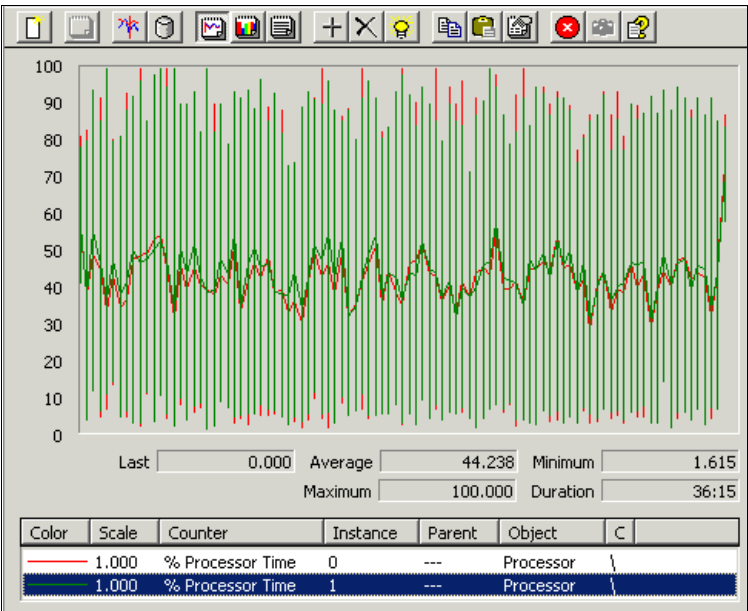 100
90
80
70
60
50
40
30
20
10
0
Last 0.000 Average 44.238 Minimum 1.615
Maximum 100.000 Duration 36:15
Color Scale Counter Instance Parent Object C
1.000 % Processor Time 0 --- Processor \
1.000 % Processor Time 1 --- Processor \